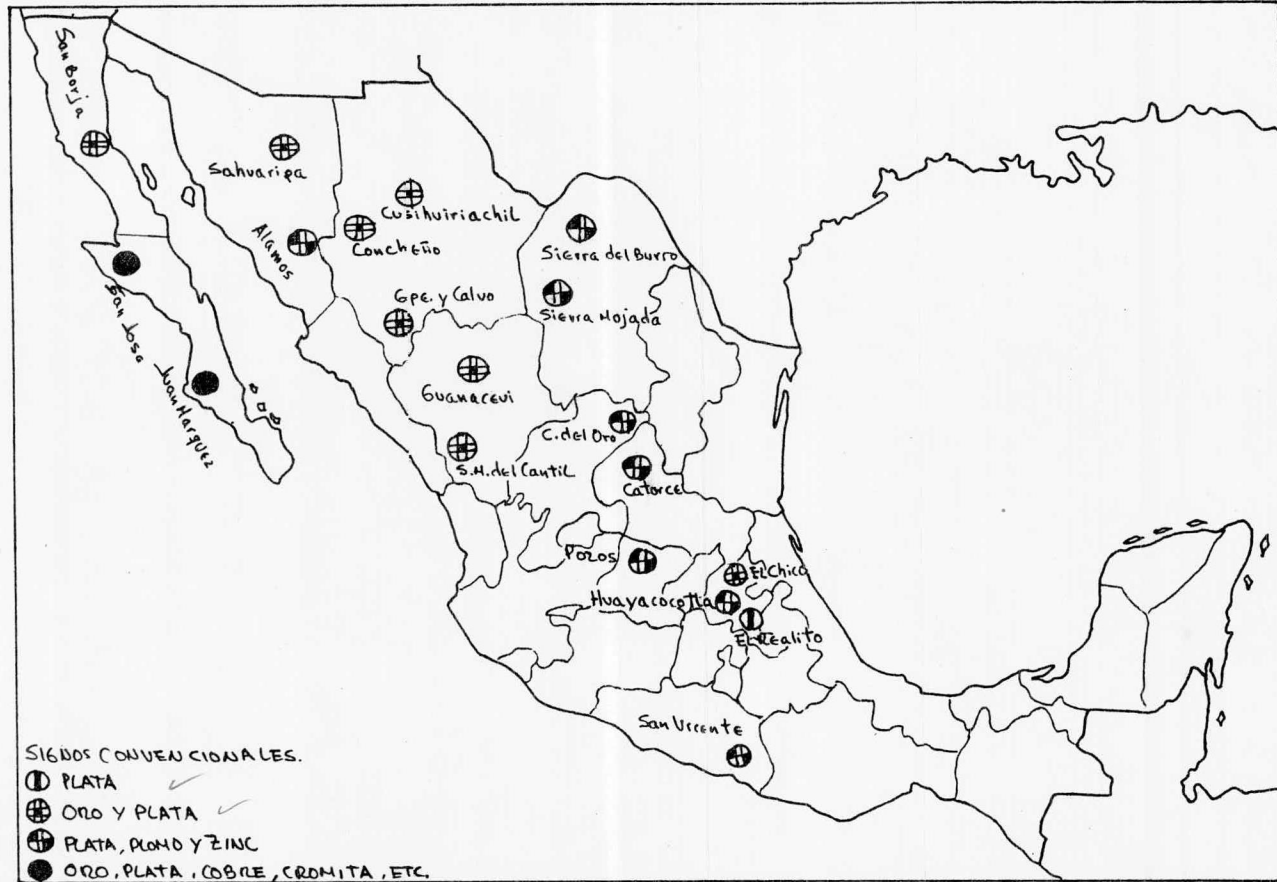 San Borja
Sahuaripa
Cusihuiriachil
Concheño
Alamos
Sierra del Burro
Sierra Mojada
Gpe. y Calvo
San Jose
Juan Marquez
Guanacevi
C. del Oro
S.M. del Cantil
Catorce
Pozos
El Chico
Huayacocotla
El Realito
San Vicente
SIGNOS CONVENCIONALES.
PLATA
ORO Y PLATA
PLATA, PLOMO Y ZINC
ORO, PLATA, COBRE, CROMITA, ETC.